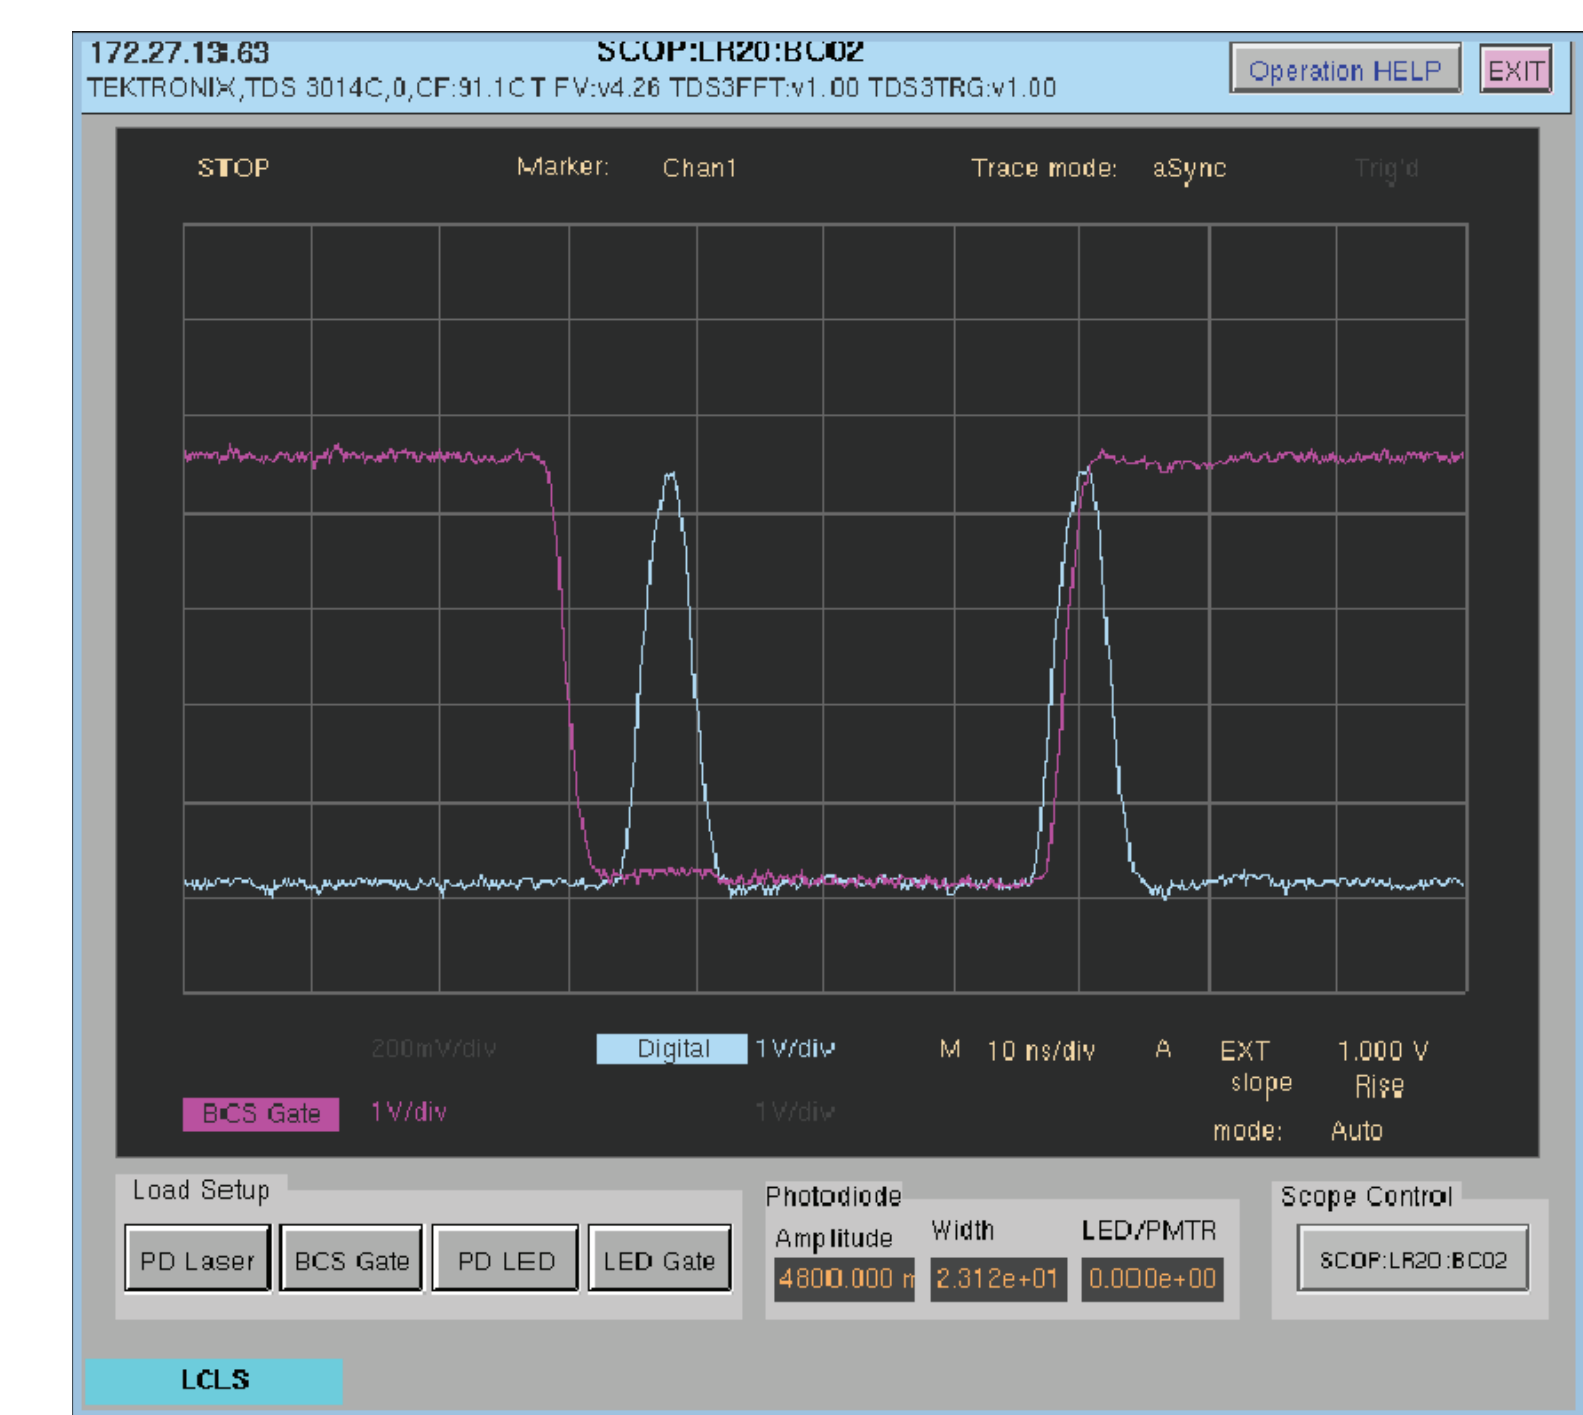 172.27.13.63 SCOP:LR20:BC02
TEKTRONIX,TDS 3014C,0,CF:91.1CT FV:v4.26 TDS3FFT:v1.00 TDS3TRG:v1.00
Operation HELP EXIT
STOP Marker: Chan1 Trace mode: aSync Trig'd
200mV/div Digital 1V/div M 10 ns/div A EXT 1.000 V
slope Rise
BCS Gate 1V/div 1V/div
mode: Auto
Load Setup
PD Laser BCS Gate PD LED LED Gate
Photodiode
Amplitude Width LED/PMTR
4800.000 m 2.312e+01 0.000e+00
Scope Control
SCOP:LR20:BC02
LCLS